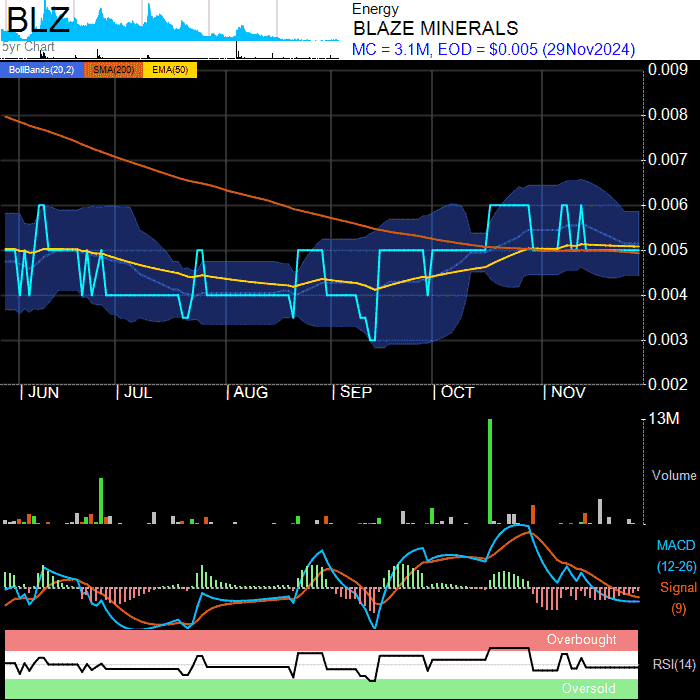 BLZ
5yr Chart
Energy
BLAZE MINERALS
MC = 3.1M, EOD = $0.005 (29Nov2024)
BollBands(20,2) SMA(200) EMA(50)
0.009
0.008
0.007
0.006
0.005
0.004
0.003
0.002
JUN JUL AUG SEP OCT NOV
13M
Volume
MACD
(12-26)
Signal
(9)
Overbought
RSI(14)
Oversold